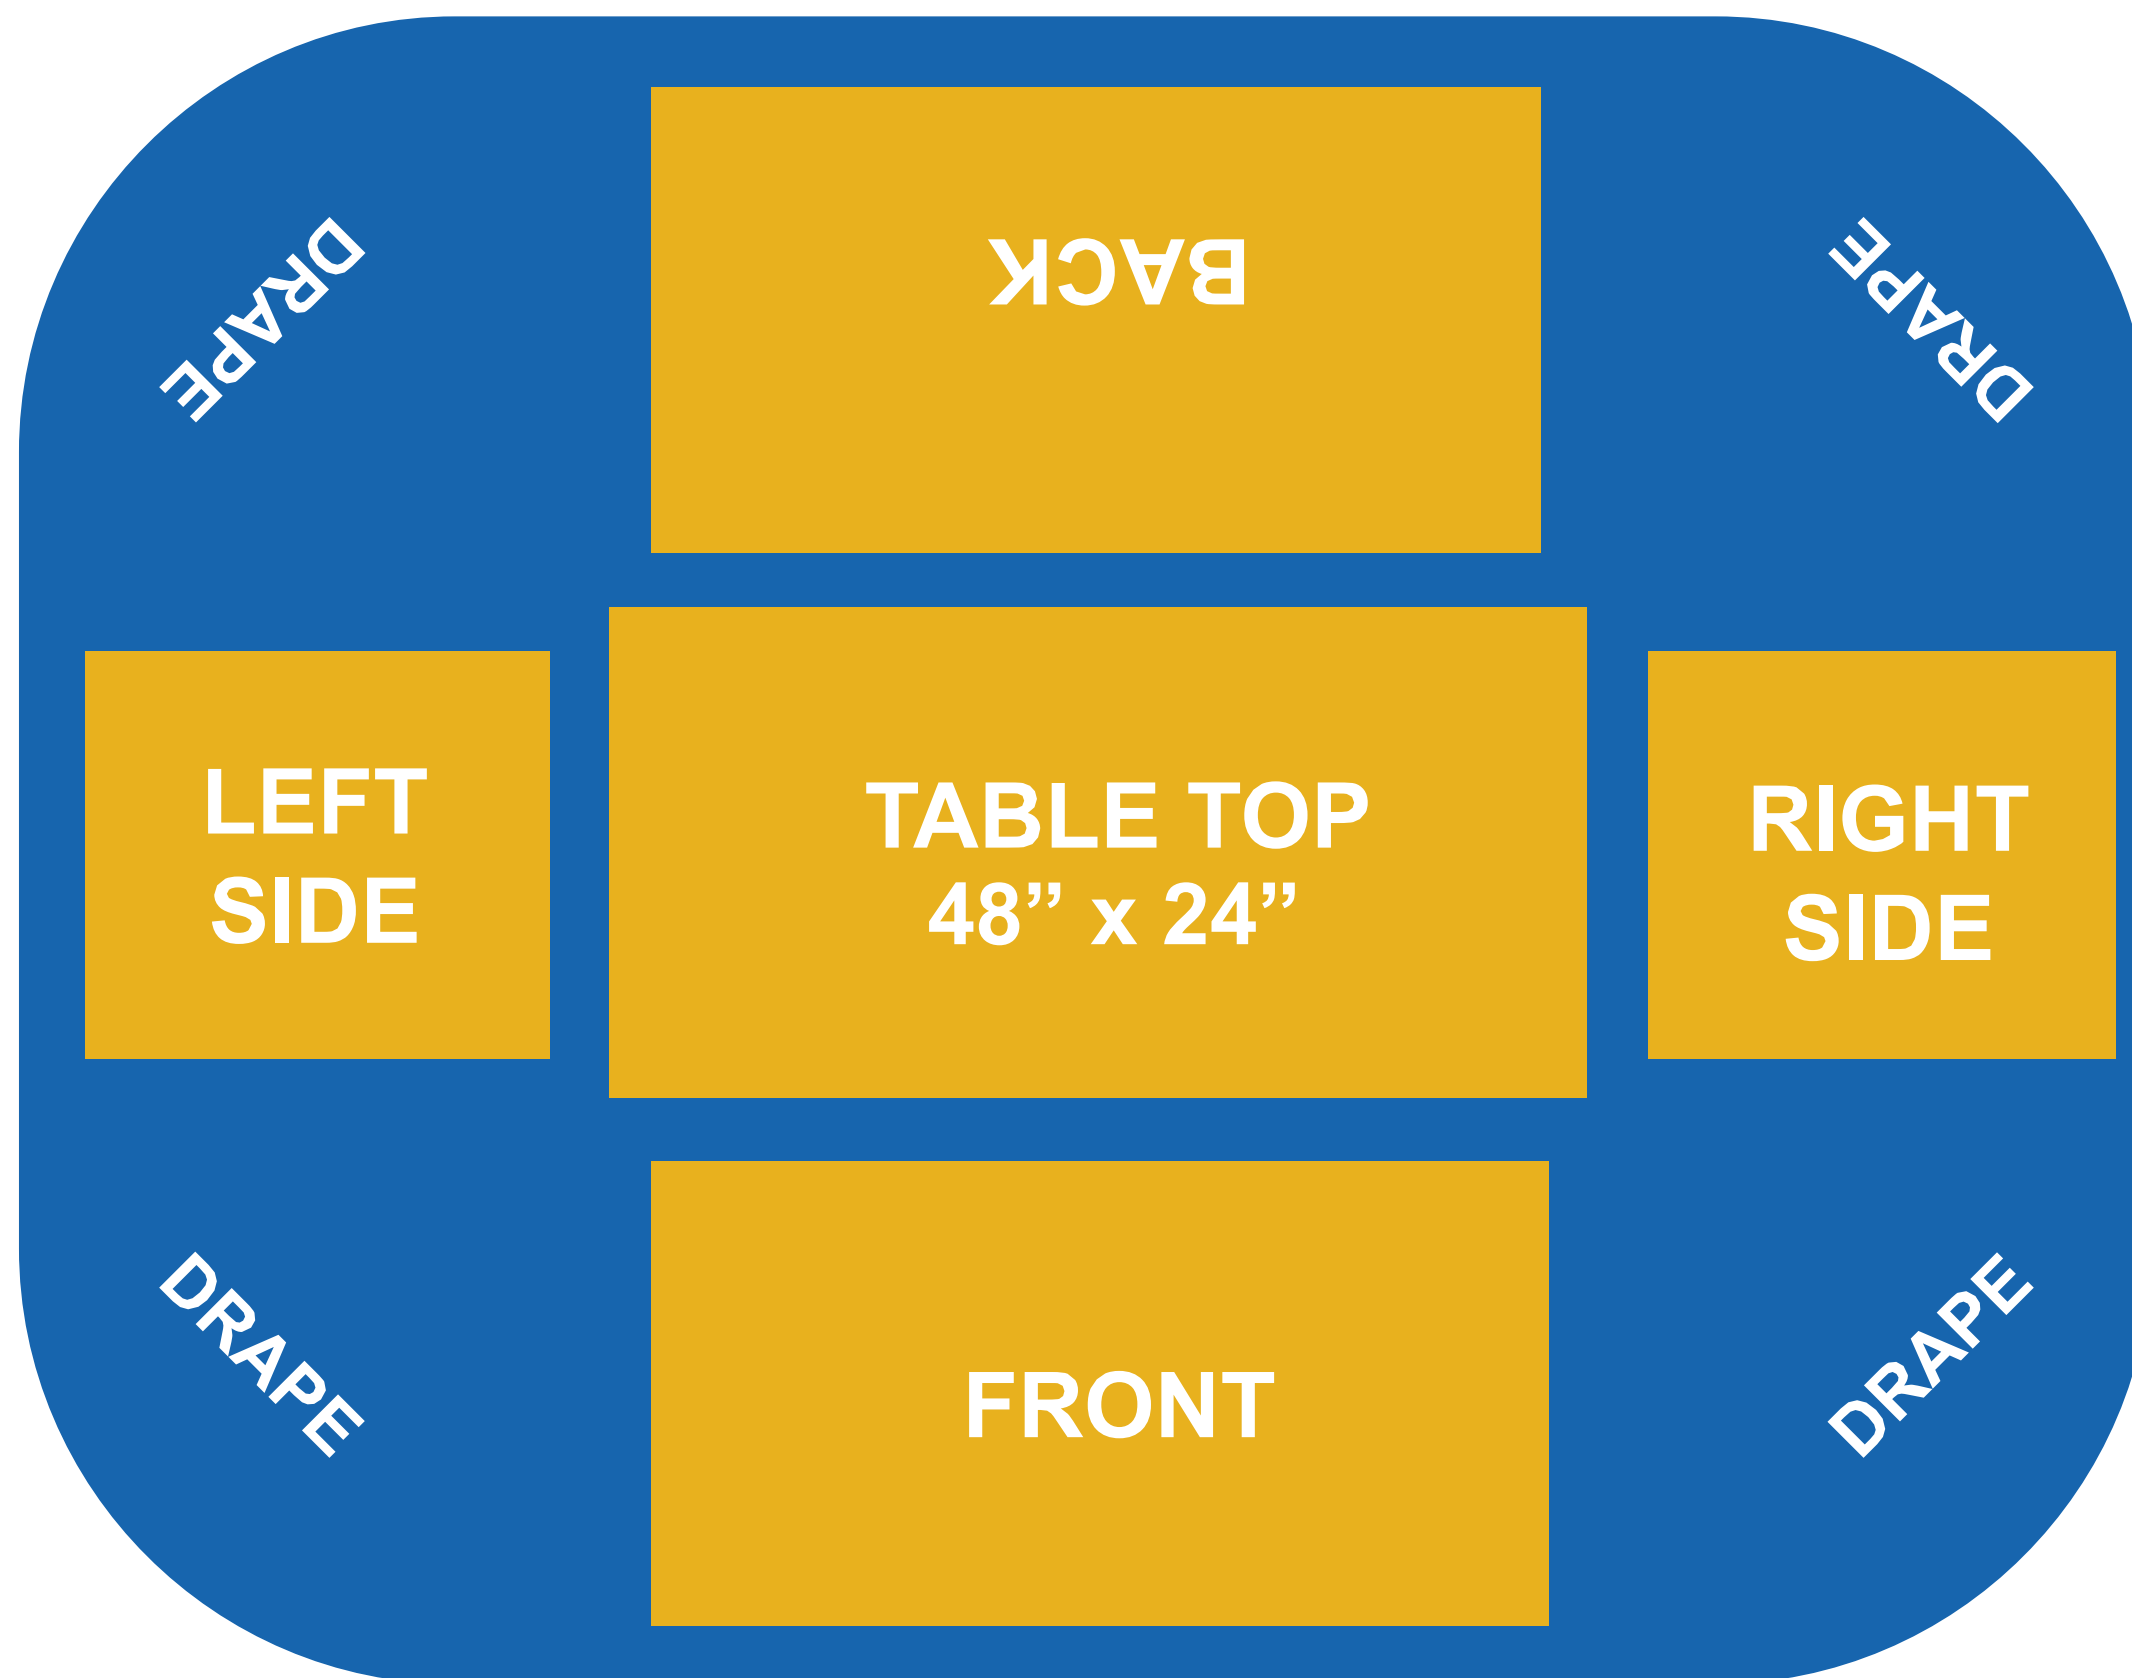 BACK
DRAPE
DRAPE
LEFT
SIDE
TABLE TOP
48” x 24”
RIGHT
SIDE
DRAPE
DRAPE
FRONT